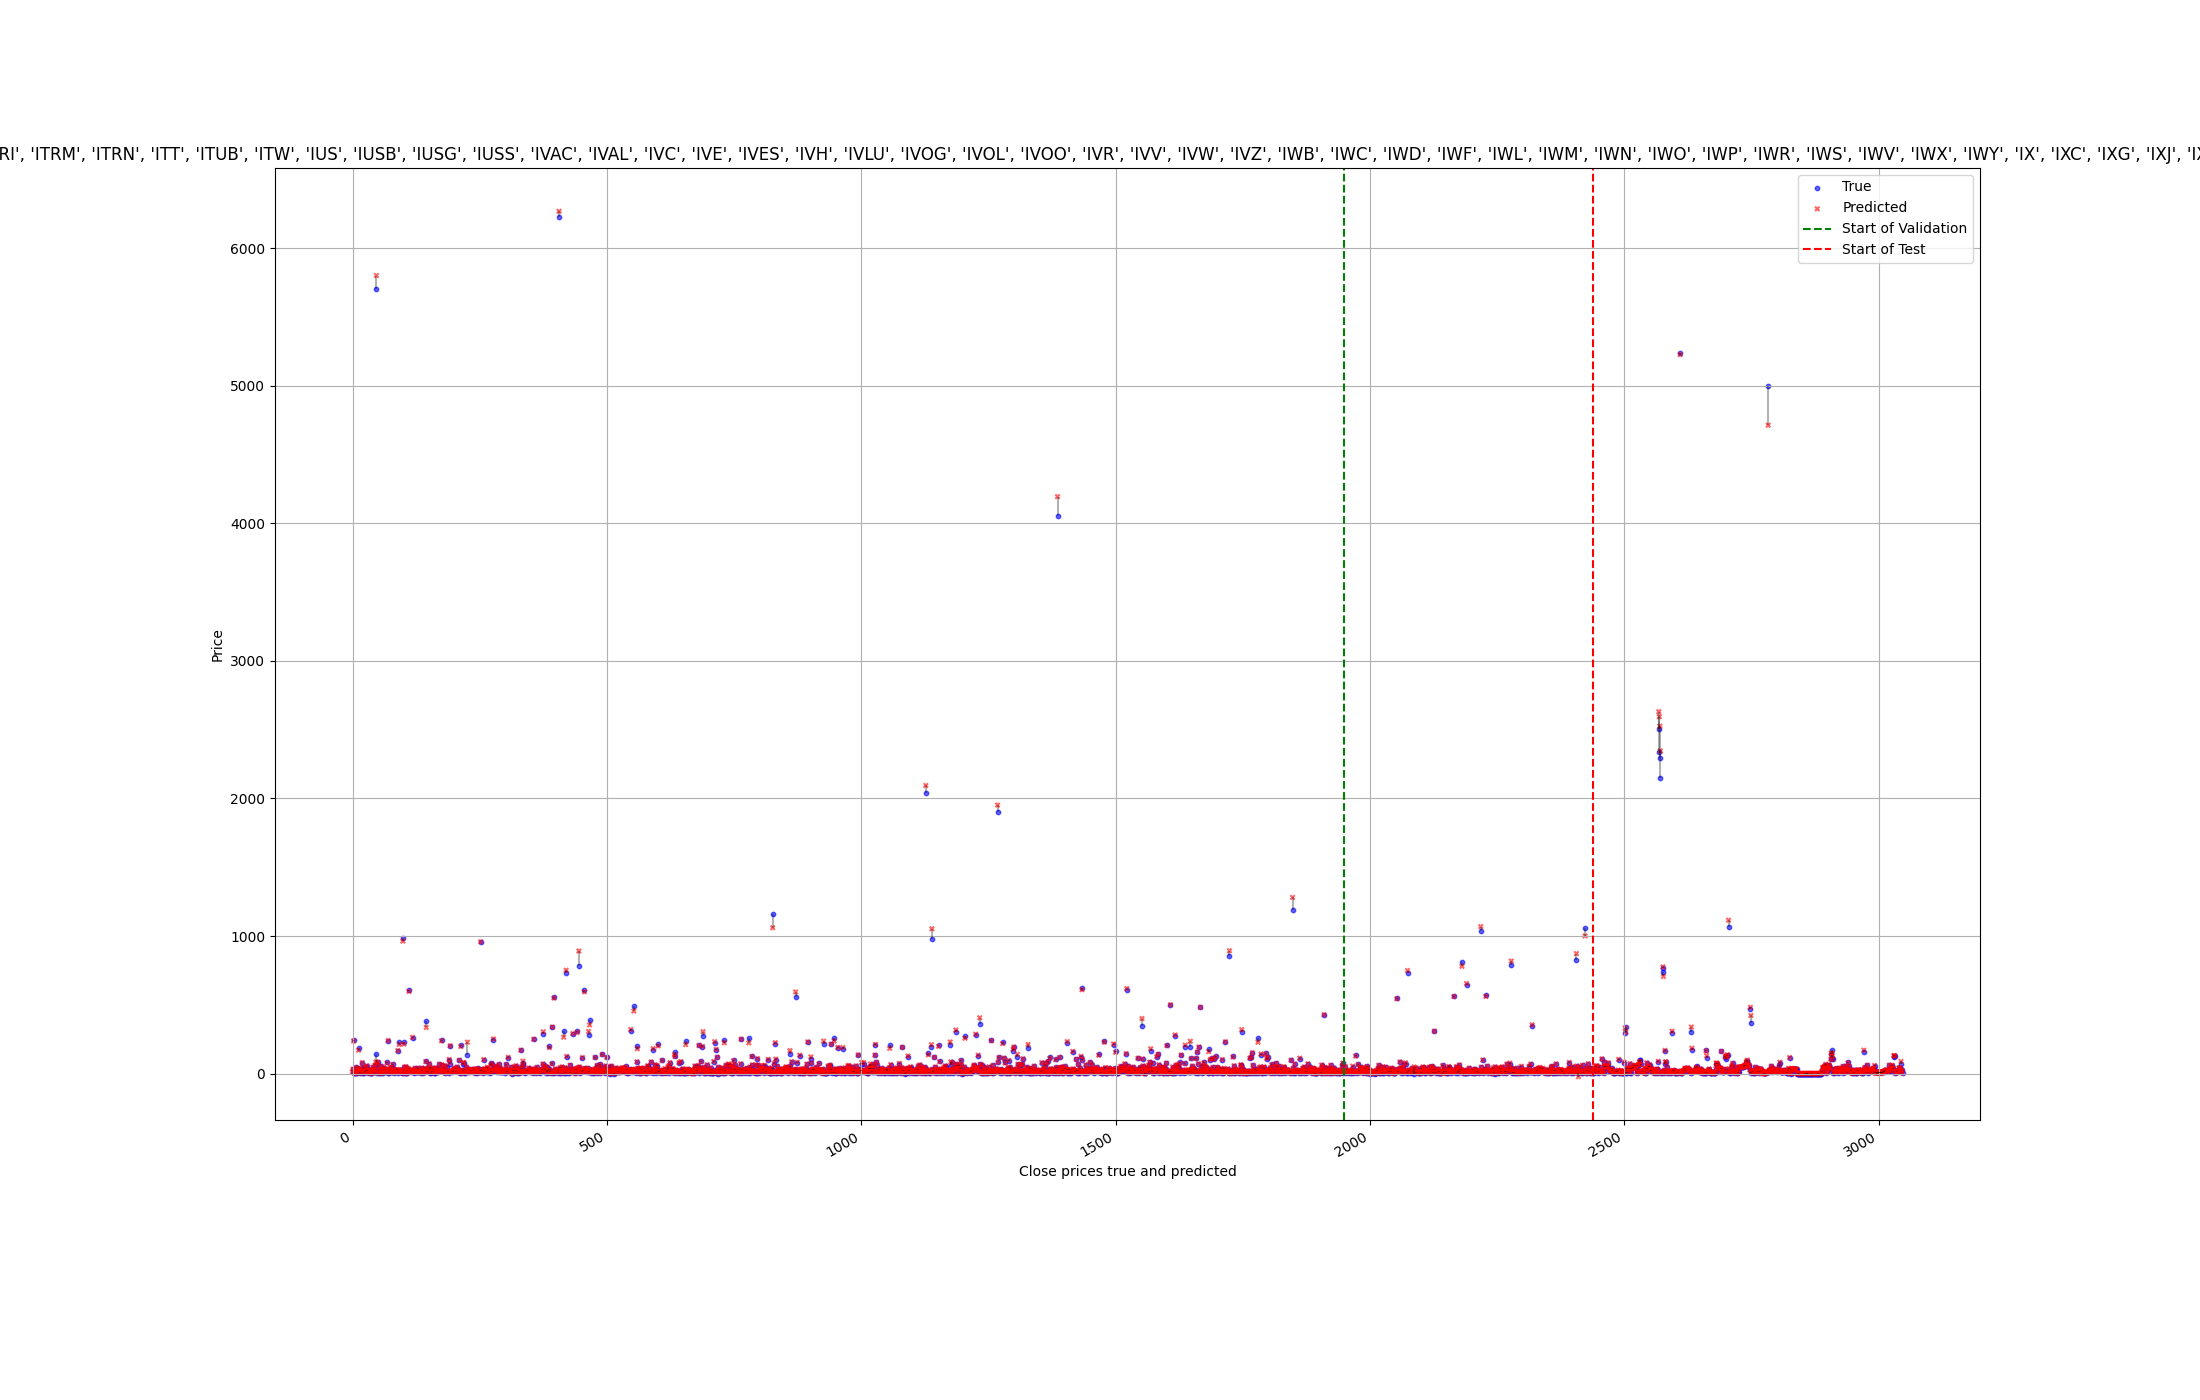 RI', 'ITRM', 'ITRN', 'ITT', 'ITUB', 'ITW', 'IUS', 'IUSB', 'IUSG', 'IUSS', 'IVAC', 'IVAL', 'IVC', 'IVE', 'IVES', 'IVH', 'IVLU', 'IVOG', 'IVOL', 'IVOO', 'IVR', 'IVV', 'IVW', 'IVZ', 'IWB', 'IWC', 'IWD', 'IWF', 'IWL', 'IWM', 'IWN', 'IWO', 'IWP', 'IWR', 'IWS', 'IWV', 'IWX', 'IWY', 'IX', 'IXC', 'IXG', 'IXJ', 'IX
True
Predicted
Start of Validation
Start of Test
6000
5000
4000
3000
2000
1000
0
Price
0
500
1000
1500
2000
2500
3000
Close prices true and predicted